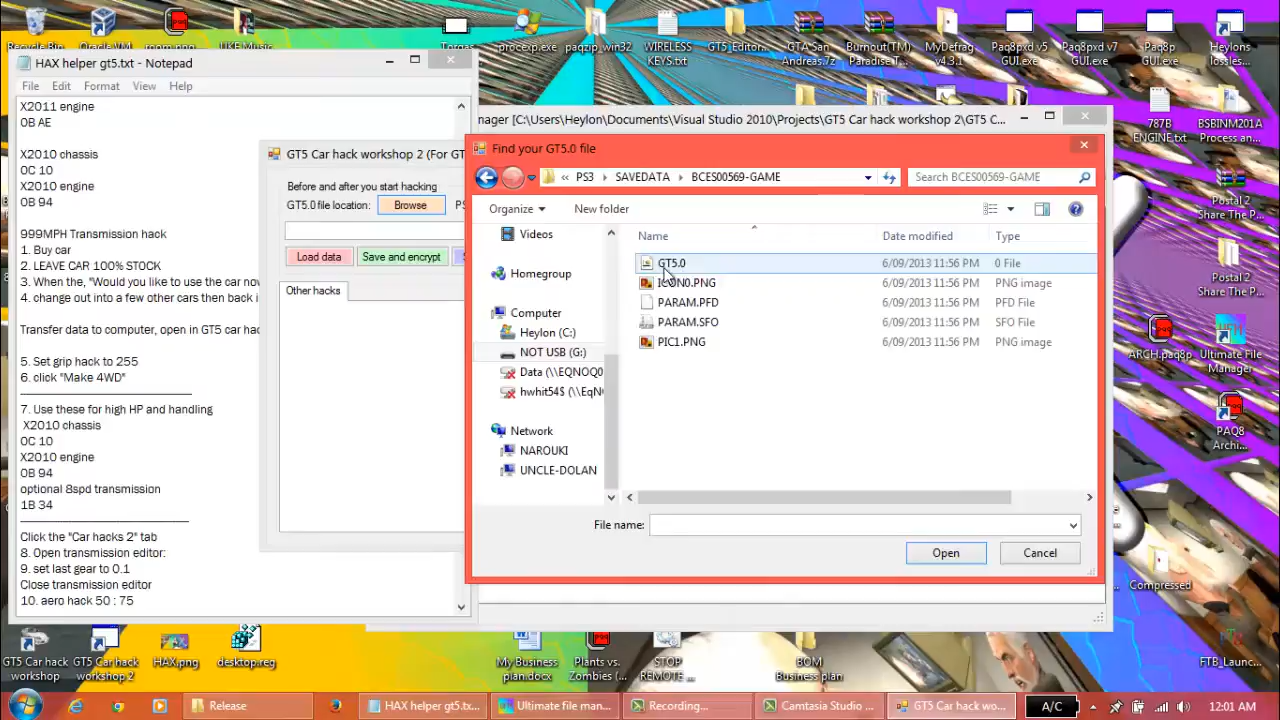 Recycle Bin
Oracle VM
UKE Music
Torgas
procexp.exe
paqzip_win32
WIRELESS
KEYS.txt
GT5_Editor...
GTA San
Andreas.7z
Burnout(TM)
Paradise T...
MyDefrag
v4.3.1
Paq8pxd v5
GUI.exe
Paq8pxd v7
GUI.exe
Paq8p
GUI.exe
Heylons
lossles...
HAX helper gt5.txt - Notepad
File Edit Format View Help
X2011 engine
0B AE
X2010 chassis
0C 10
X2010 engine
0B 94
999MPH Transmission hack
1. Buy car
2. LEAVE CAR 100% STOCK
3. When the, "Would you like to use the car nov
4. change out into a few other cars then back i
Transfer data to computer, open in GT5 car hac
5. Set grip hack to 255
6. click "Make 4WD"
7. Use these for high HP and handling
X2010 chassis
0C 10
X2010 engine
0B 94
optional 8spd transmission
1B 34
Click the "Car hacks 2" tab
8. Open transmission editor:
9. set last gear to 0.1
Close transmission editor
10. aero hack 50 : 75
GT5 Car hack workshop 2 (For GT
Before and after you start hacking
GT5.0 file location: Browse PS
Load data Save and encrypt S
Other hacks
nager [C:\Users\Heylon\Documents\Visual Studio 2010\Projects\GT5 Car hack workshop 2\GT5 C...
Find your GT5.0 file
« PS3 SAVEDATA BCES00569-GAME
Search BCES00569-GAME
Organize New folder
Name Date modified Type
GT5.0 6/09/2013 11:56 PM 0 File
ICON0.PNG 6/09/2013 11:56 PM PNG image
PARAM.PFD 6/09/2013 11:56 PM PFD File
PARAM.SFO 6/09/2013 11:56 PM SFO File
PIC1.PNG 6/09/2013 11:56 PM PNG image
Videos
Homegroup
Computer
Heylon (C:)
NOT USB (G:)
Data (\\EQNOQ0
hwhit54$ (\\EqN
Network
NAROUKI
UNCLE-DOLAN
File name:
Open Cancel
787B
ENGINE.txt
BSBINM201A
Process an...
Postal 2
Share The P...
Postal 2
Share The P...
ARCH.paq8p
Ultimate File
Manager
PAQ8
Archi...
Compressed
FTB_Launc...
GT5 Car hack
workshop
GT5 Car hack
workshop 2
HAX.png
desktop.reg
My Business
plan.docx
Plants vs.
Zombies (...
STOP
REMOTE ...
BOM
Business plan
Release
HAX helper gt5.tx...
Ultimate file man...
Recording...
Camtasia Studio ...
GT5 Car hack wo...
A/C
12:01 AM